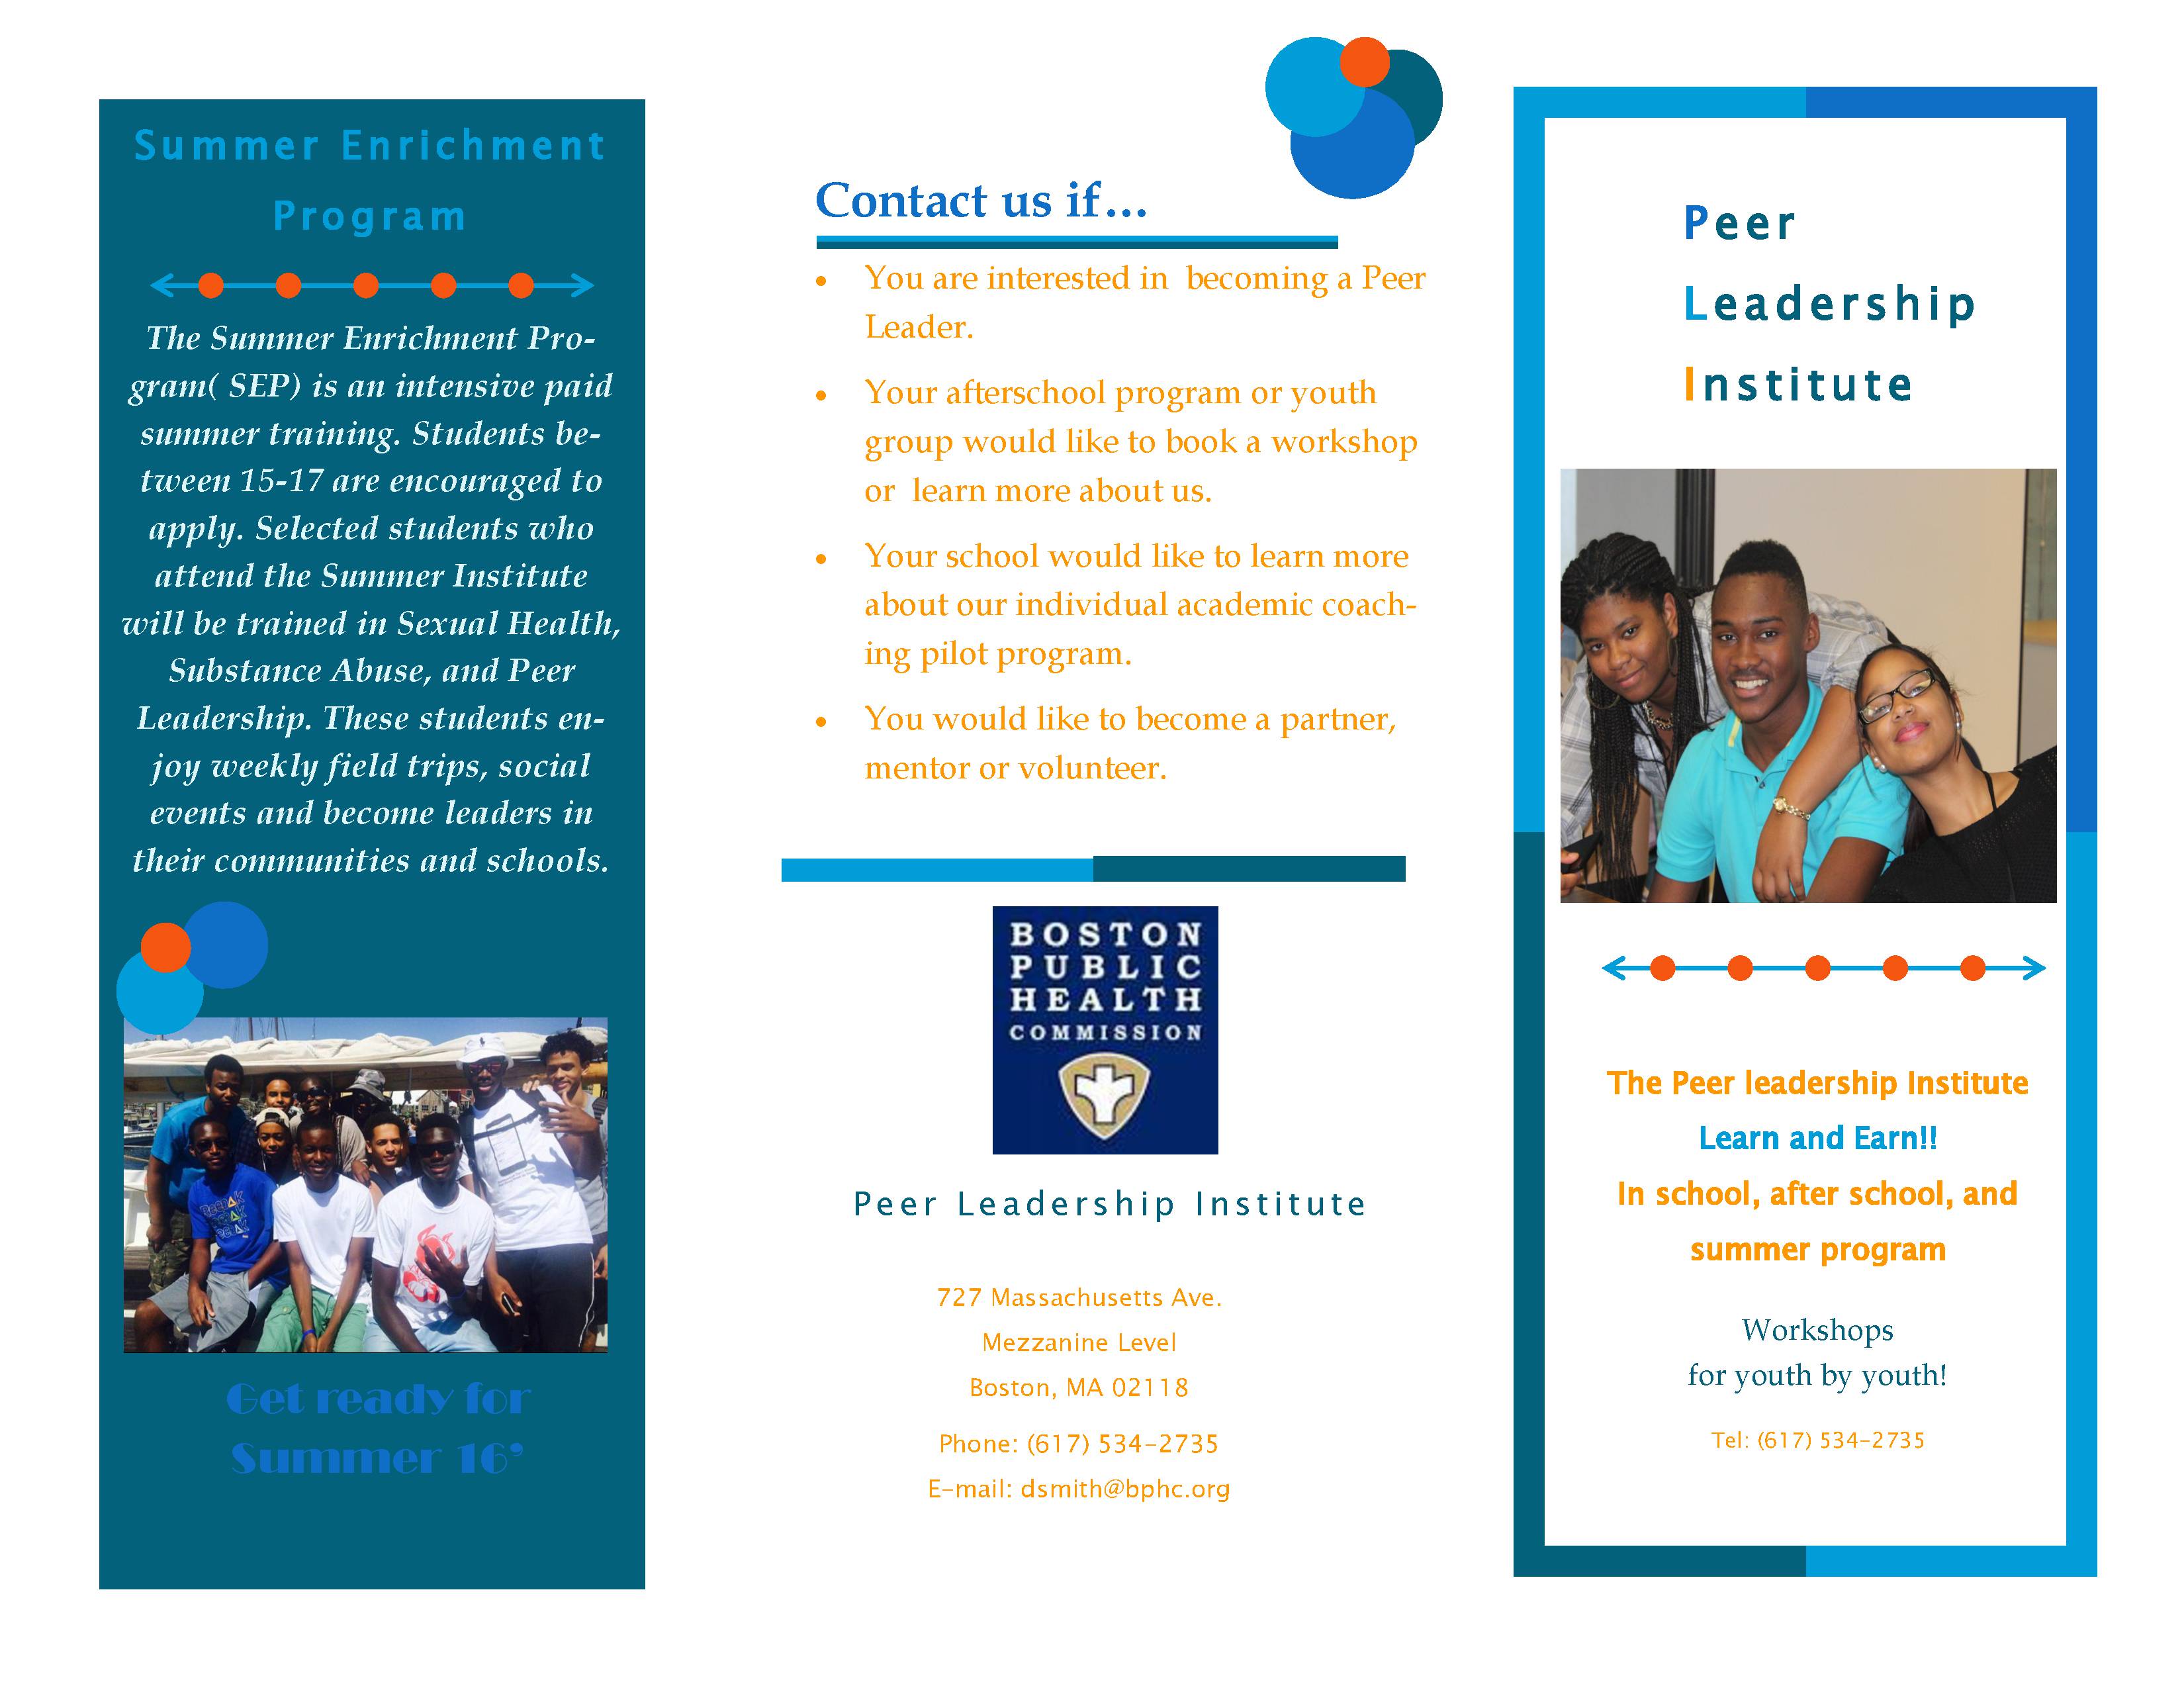 Summer Enrichment
Program
The Summer Enrichment Pro-
gram( SEP) is an intensive paid
summer training. Students be-
tween 15-17 are encouraged to
apply. Selected students who
attend the Summer Institute
will be trained in Sexual Health,
Substance Abuse, and Peer
Leadership. These students en-
joy weekly field trips, social
events and become leaders in
their communities and schools.
Get ready for
Summer 16’
Contact us if…
• You are interested in  becoming a Peer
Leader.
• Your afterschool program or youth
group would like to book a workshop
or  learn more about us.
• Your school would like to learn more
about our individual academic coach-
ing pilot program.
• You would like to become a partner,
mentor or volunteer.
BOSTON
PUBLIC
HEALTH
COMMISSION
Peer Leadership Institute
727 Massachusetts Ave.
Mezzanine Level
Boston, MA 02118
Phone: (617) 534-2735
E-mail: dsmith@bphc.org
Peer
Leadership
Institute
The Peer leadership Institute
Learn and Earn!!
In school, after school, and
summer program
Workshops
for youth by youth!
Tel: (617) 534-2735